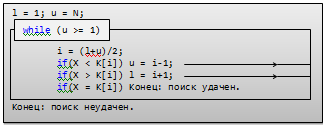 l = 1; u = N;
while (u >= 1)
i = (l+u)/2;
if(X < K[i]) u = i-1;
if(X > K[i]) l = i+1;
if(X = K[i]) Конец: поиск удачен.
Конец: поиск неудачен.